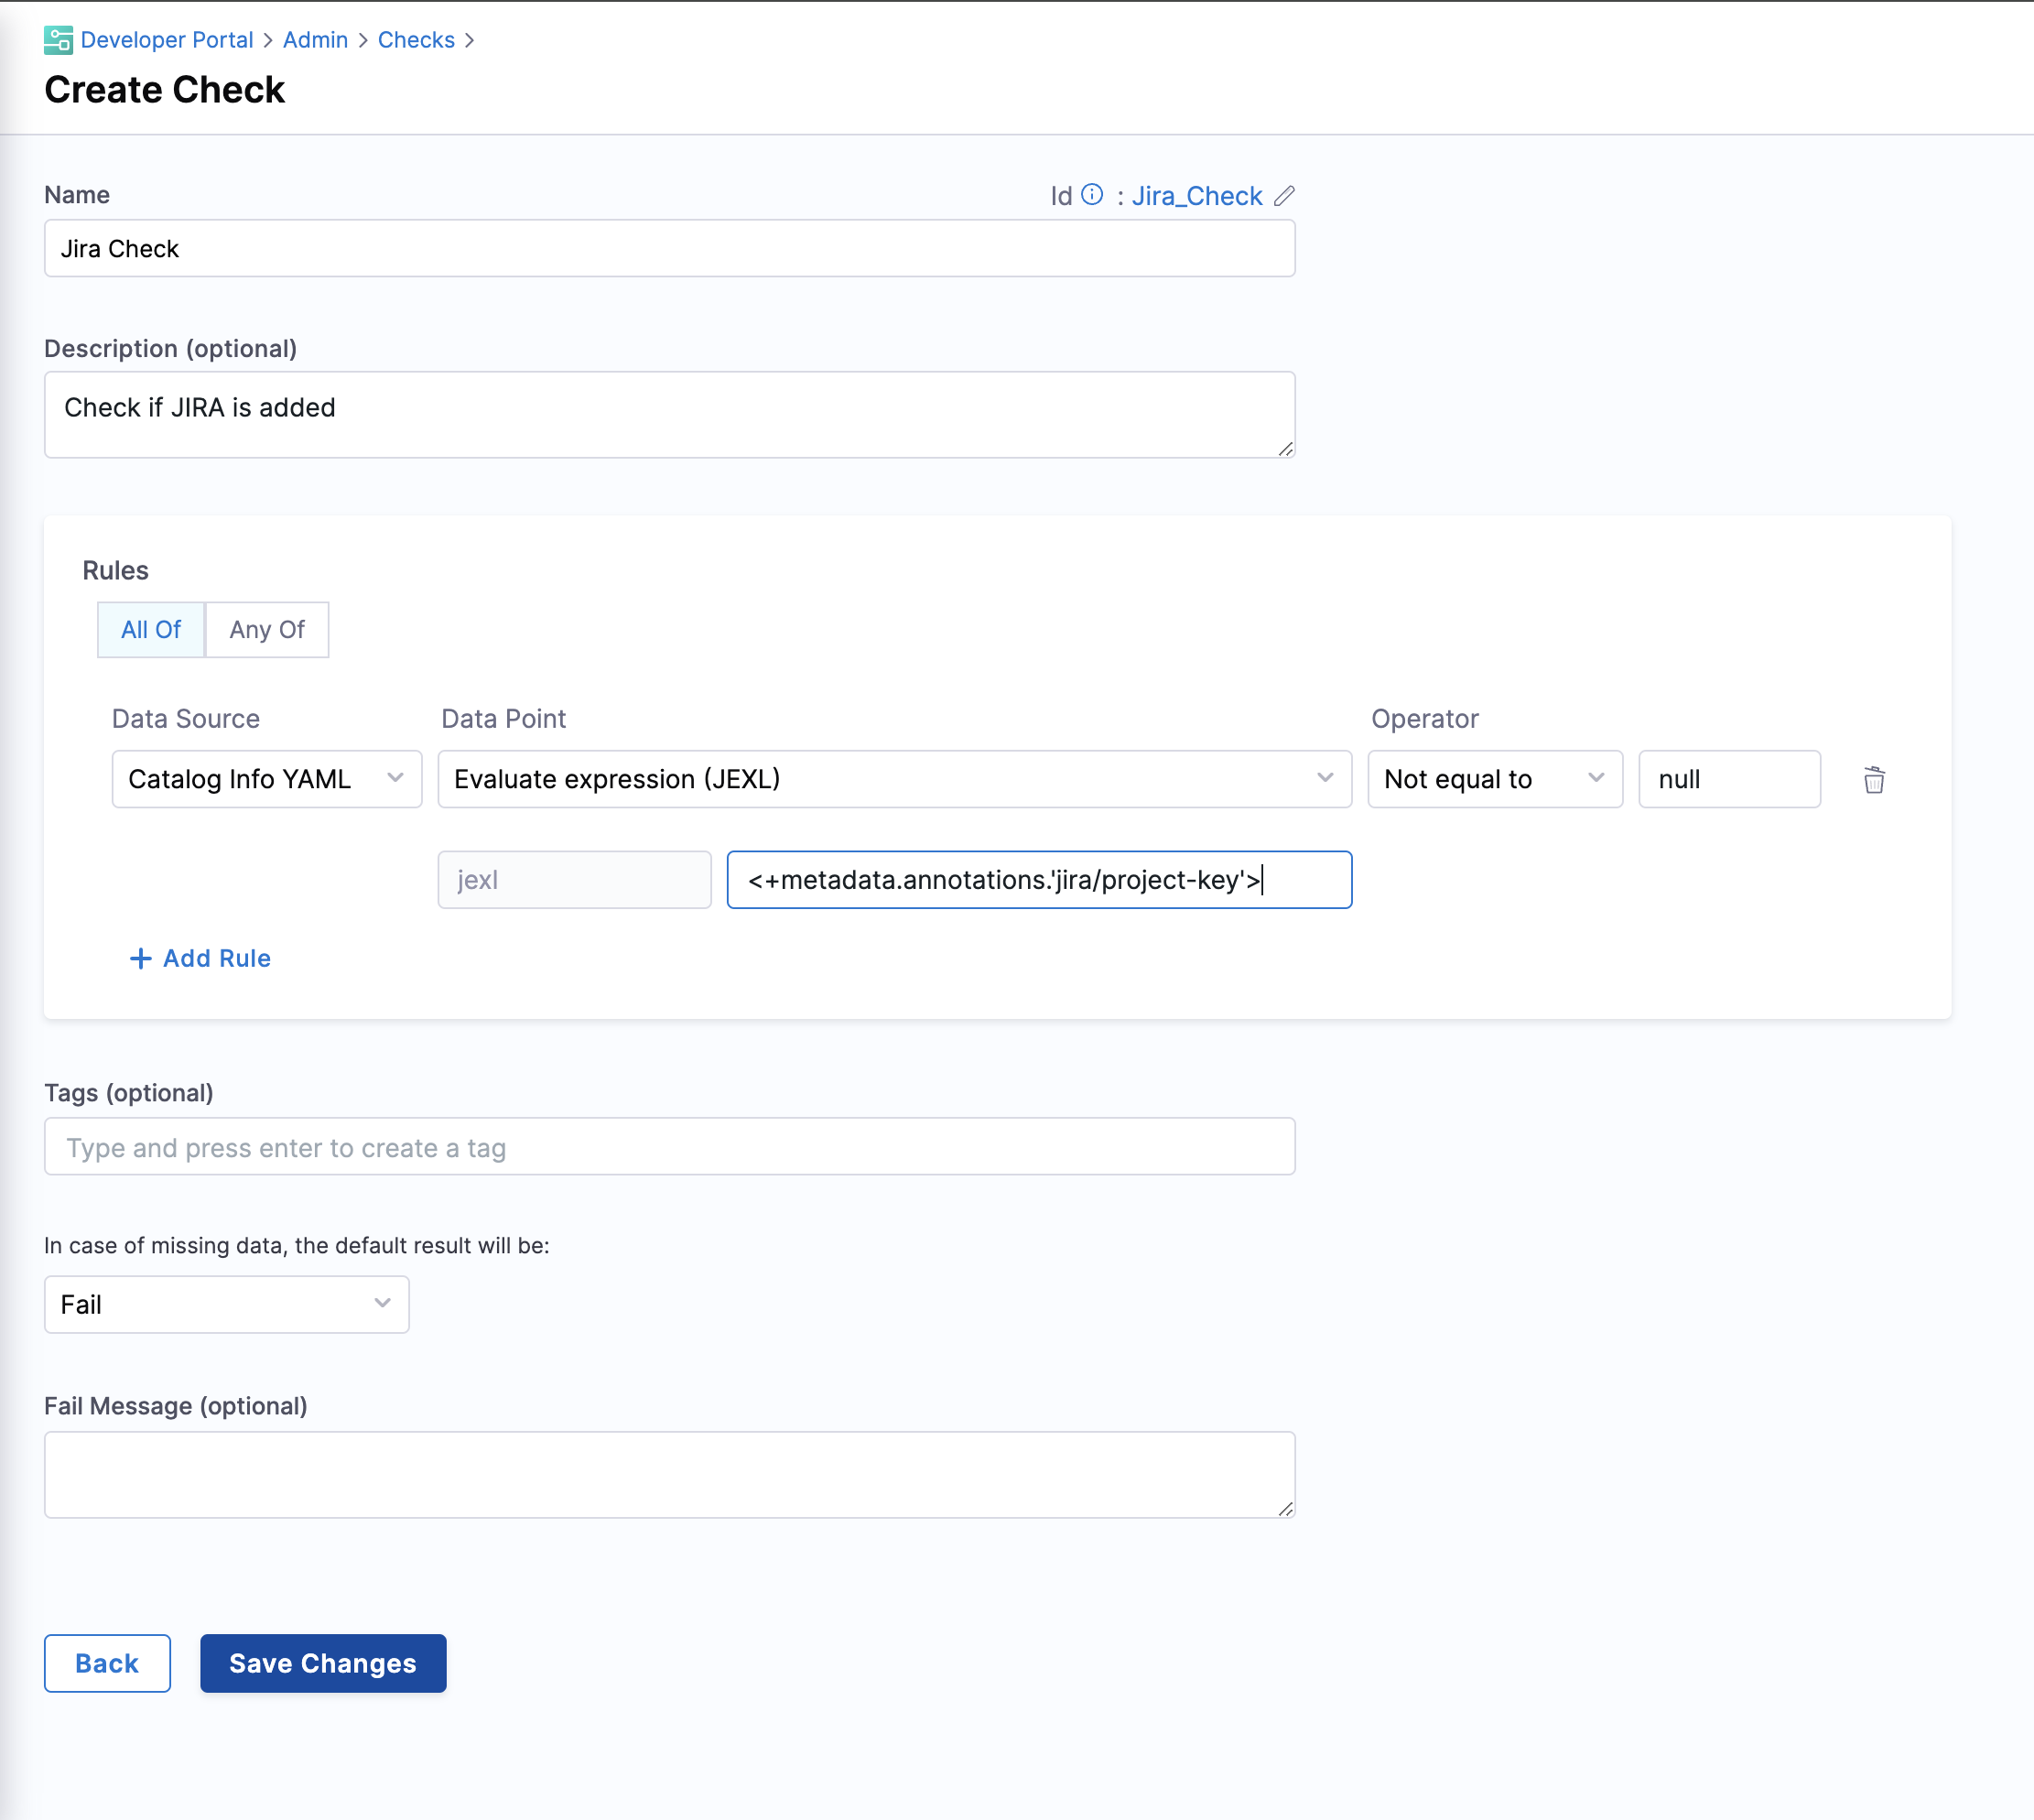 Developer Portal > Admin > Checks >
Create Check
Name
Id : Jira_Check
Jira Check
Description (optional)
Check if JIRA is added
Rules
All Of Any Of
Data Source Data Point Operator
Catalog Info YAML Evaluate expression (JEXL) Not equal to null
jexl <+metadata.annotations.'jira/project-key'>
+ Add Rule
Tags (optional)
Type and press enter to create a tag
In case of missing data, the default result will be:
Fail
Fail Message (optional)
Back Save Changes